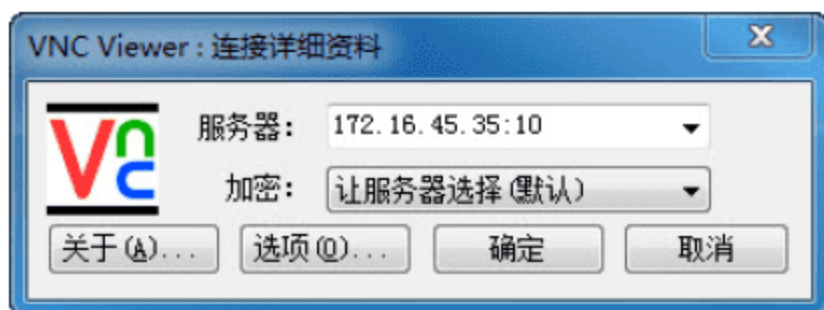 VNC Viewer : 连接详细资料
VNC
服务器: 172.16.45.35:10
加密: 让服务器选择(默认)
关于(A)... 选项(O)... 确定 取消